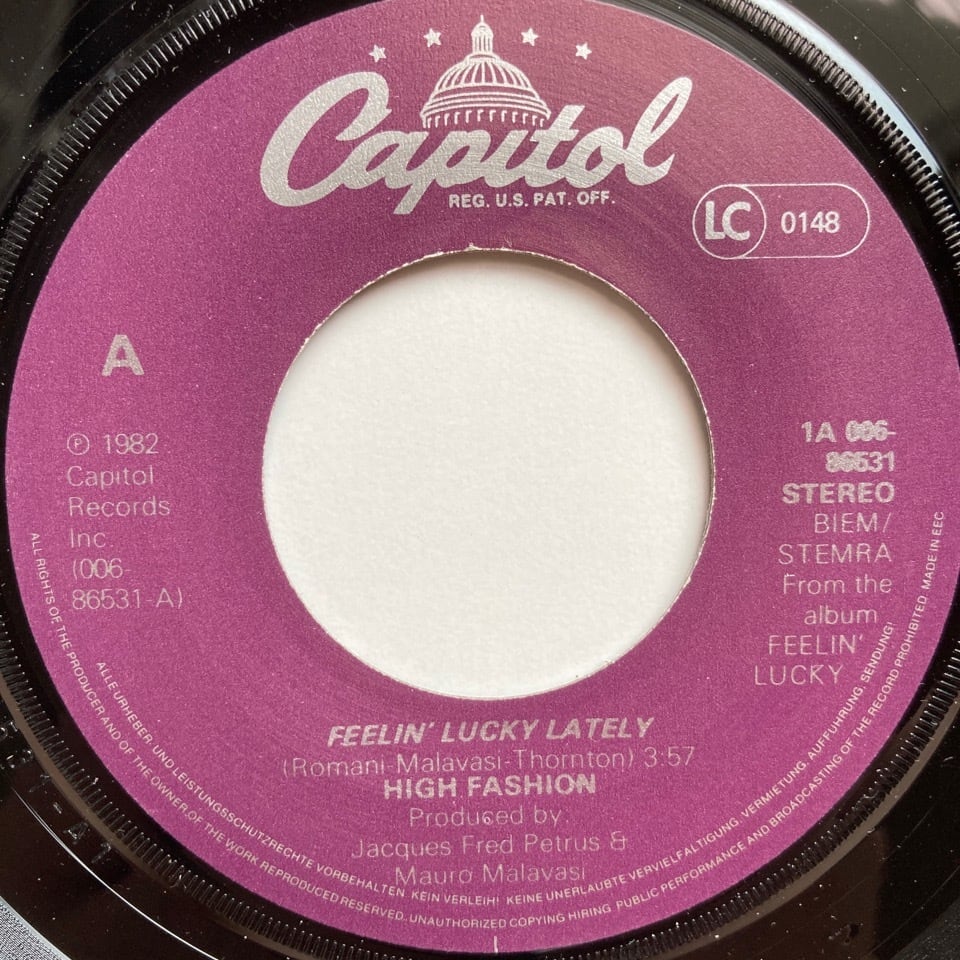 Capitol
REG. U.S. PAT. OFF.
LC 0148
A
℗ 1982
Capitol
Records
Inc.
(006-
86531-A)
1A 006-
86531
STEREO
BIEM/
STEMRA
From the
album
FEELIN'
LUCKY
FEELIN' LUCKY LATELY
(Romani-Malavasi-Thornton) 3:57
HIGH FASHION
Produced by:
Jacques Fred Petrus &
Mauro Malavasi
ALLE URHEBER UND LEISTUNGSSCHUTZRECHTE VORBEHALTEN KEIN VERLEIH! KEINE UNERLAUBTE VERVIELFALTIGUNG, VERMIETUNG, AUFFUHRUNG, SENDUNG!
ALL RIGHTS OF THE PRODUCER AND OF THE OWNER OF THE WORK REPRODUCED RESERVED. UNAUTHORIZED COPYING HIRING PUBLIC PERFORMANCE AND BROADCASTING OF THE RECORD PROHIBITED MADE IN EEC